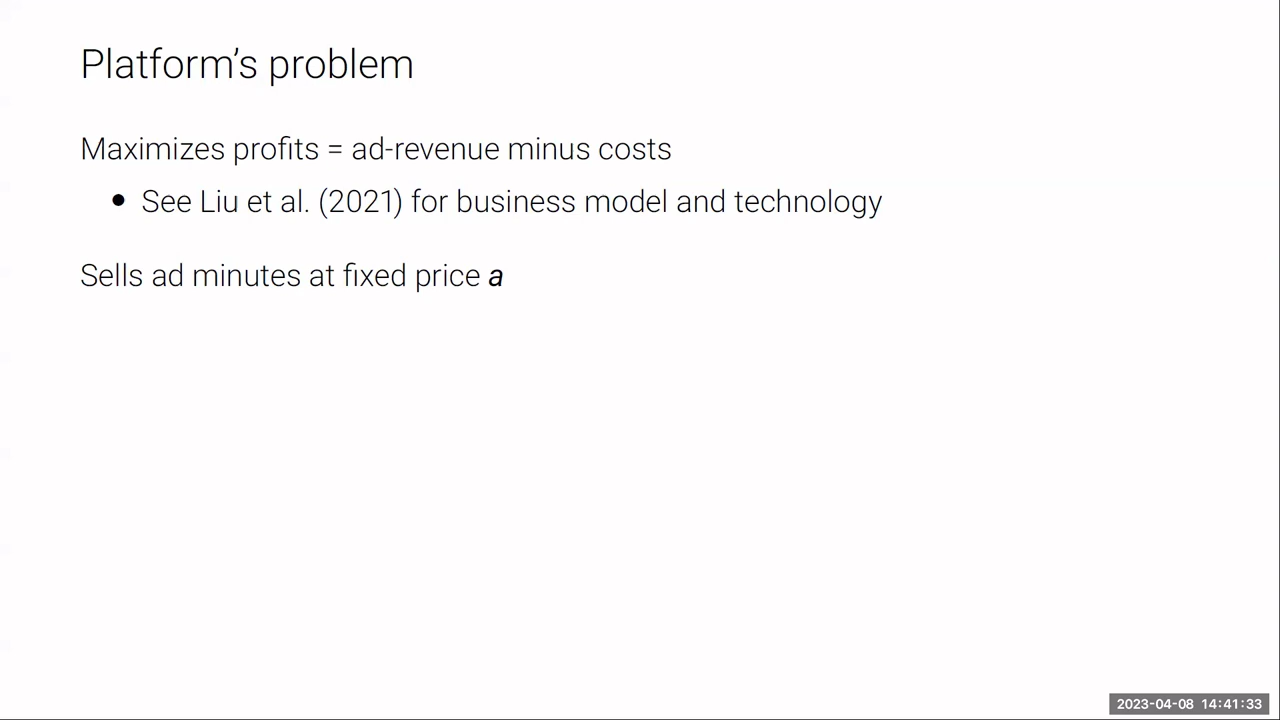 Platform’s problem
Maximizes profits = ad-revenue minus costs
• See Liu et al. (2021) for business model and technology
Sells ad minutes at fixed price a
2023-04-08 14:41:33